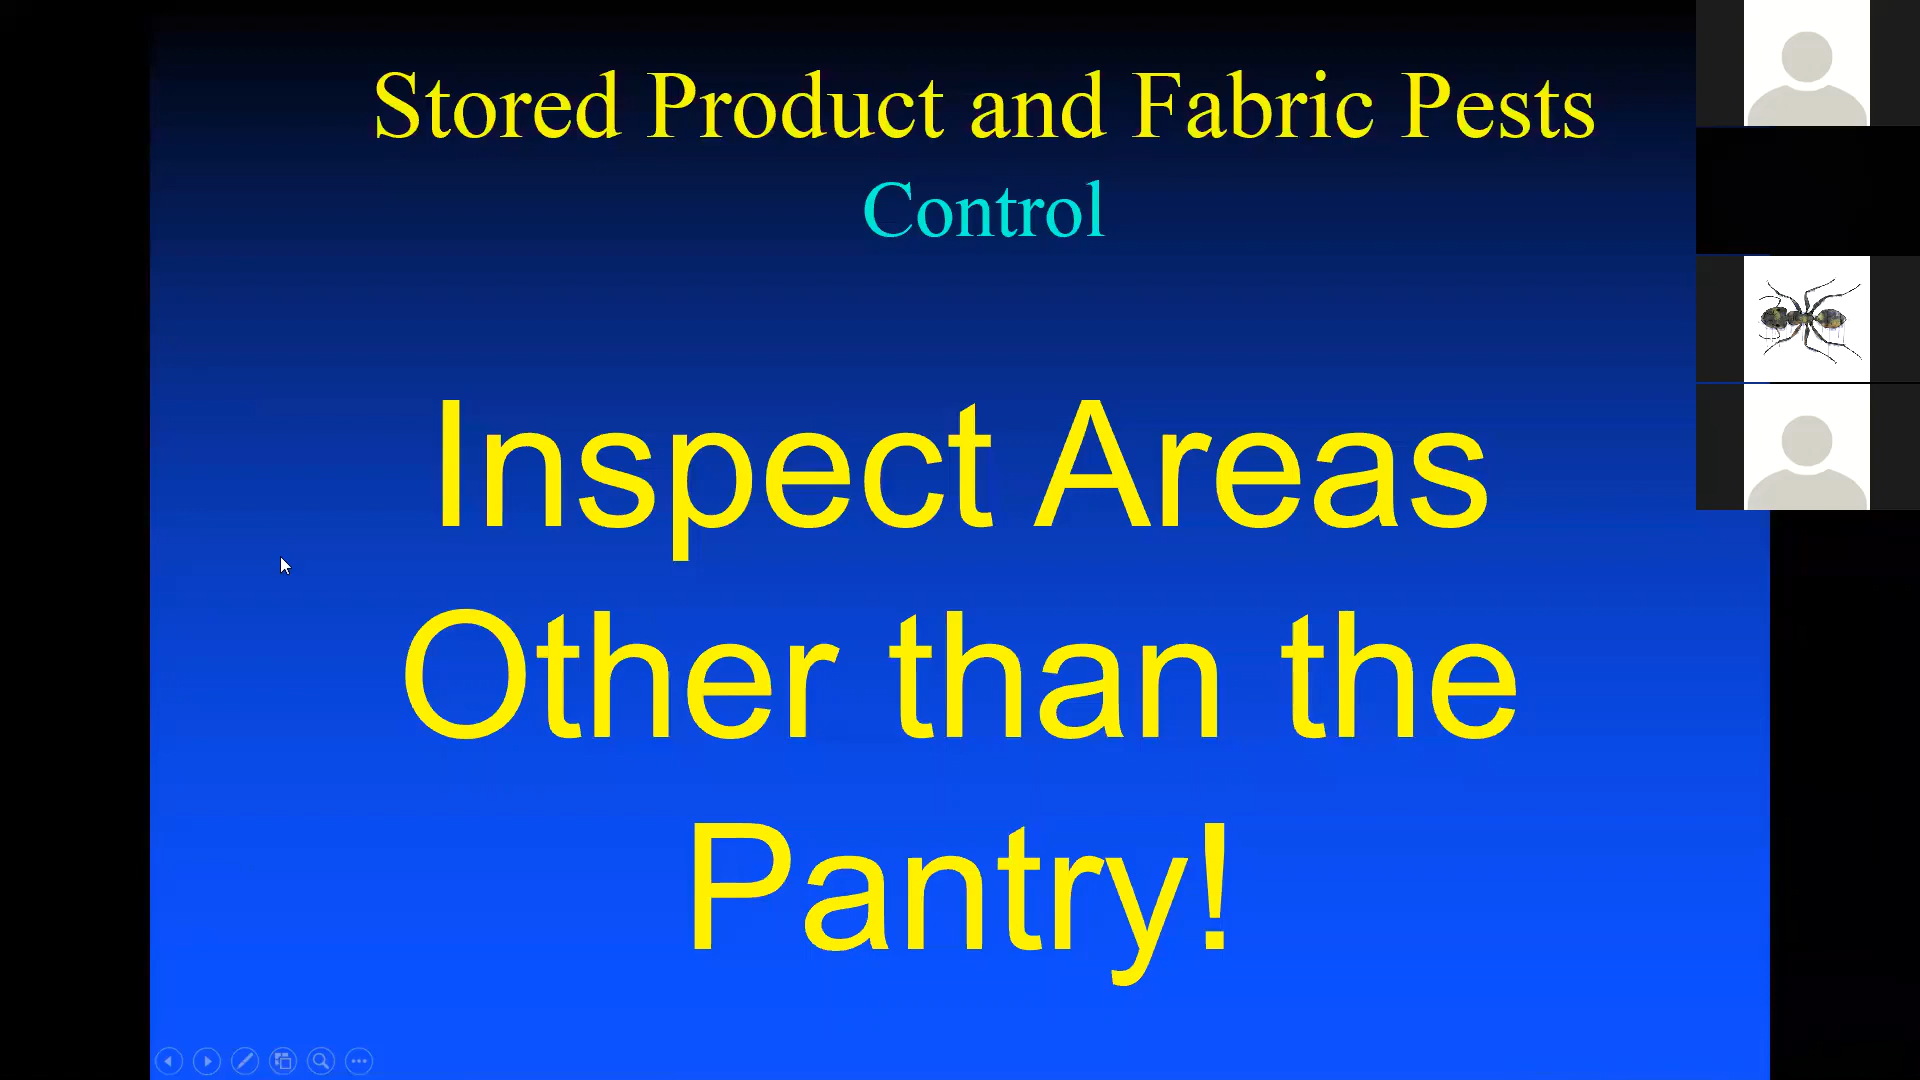 Stored Product and Fabric Pests
Control
Inspect Areas
Other than the
Pantry!